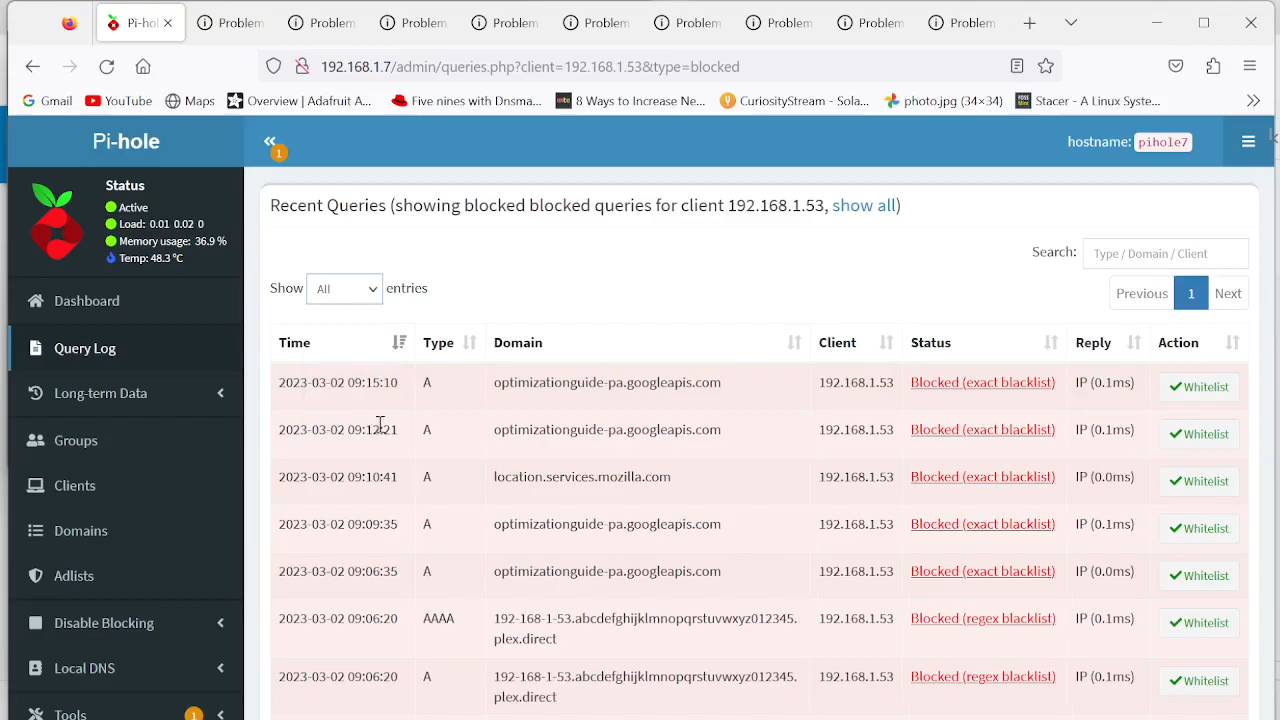 Pi-hol
Problem
Problem
Problem
Problem
Problem
Problem
Problem
Problem
Problem
192.168.1.7/admin/queries.php?client=192.168.1.53&type=blocked
Gmail
YouTube
Maps
Overview | Adafruit A...
Five nines with Dnsma...
8 Ways to Increase Ne...
CuriosityStream - Sola...
photo.jpg (34×34)
Stacer - A Linux Syste...
Pi-hole
1
hostname: pihole7
Status
Active
Load: 0.01 0.02 0
Memory usage: 36.9 %
Temp: 48.3 °C
Dashboard
Query Log
Long-term Data
Groups
Clients
Domains
Adlists
Disable Blocking
Local DNS
Tools 1
Recent Queries (showing blocked blocked queries for client 192.168.1.53, show all)
Search: Type / Domain / Client
Show All entries
Previous 1 Next
Time Type Domain Client Status Reply Action
2023-03-02 09:15:10 A optimizationguide-pa.googleapis.com 192.168.1.53 Blocked (exact blacklist) IP (0.1ms) Whitelist
2023-03-02 09:12:21 A optimizationguide-pa.googleapis.com 192.168.1.53 Blocked (exact blacklist) IP (0.1ms) Whitelist
2023-03-02 09:10:41 A location.services.mozilla.com 192.168.1.53 Blocked (exact blacklist) IP (0.0ms) Whitelist
2023-03-02 09:09:35 A optimizationguide-pa.googleapis.com 192.168.1.53 Blocked (exact blacklist) IP (0.1ms) Whitelist
2023-03-02 09:06:35 A optimizationguide-pa.googleapis.com 192.168.1.53 Blocked (exact blacklist) IP (0.0ms) Whitelist
2023-03-02 09:06:20 AAAA 192-168-1-53.abcdefghijklmnopqrstuvwxyz012345. 192.168.1.53 Blocked (regex blacklist) IP (0.1ms) Whitelist
plex.direct
2023-03-02 09:06:20 A 192-168-1-53.abcdefghijklmnopqrstuvwxyz012345. 192.168.1.53 Blocked (regex blacklist) IP (0.1ms) Whitelist
plex.direct